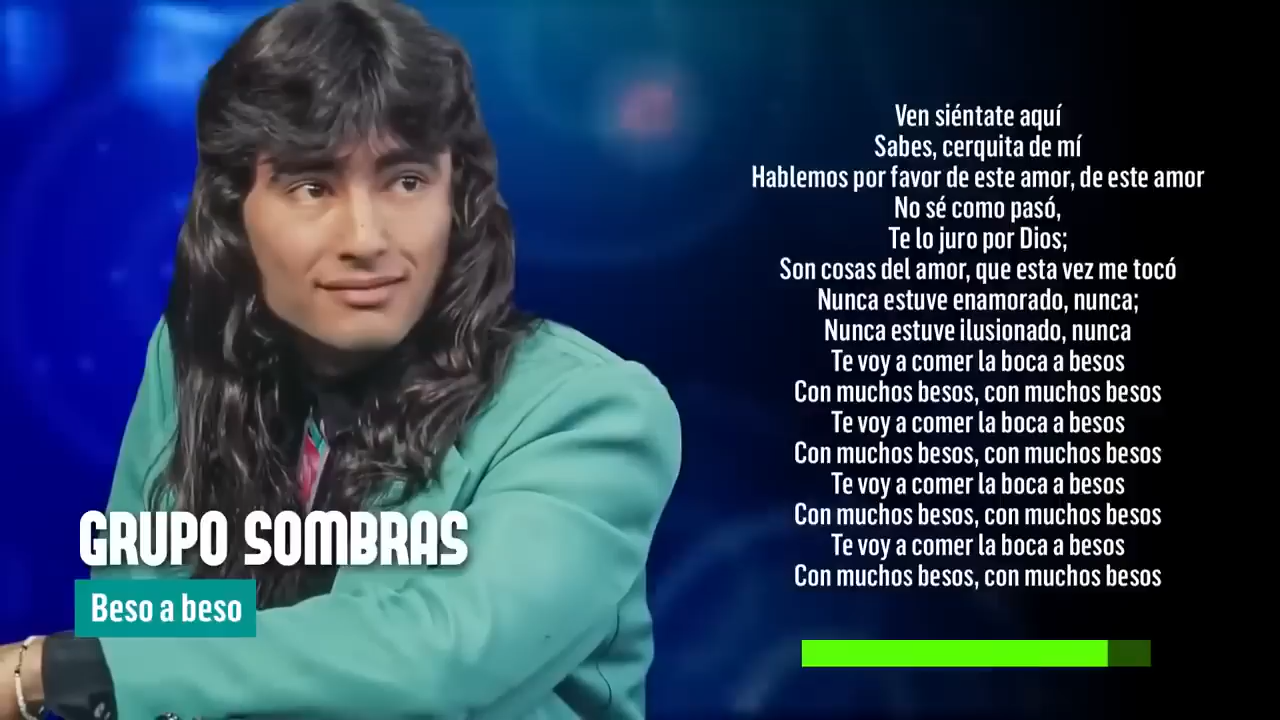 Ven siéntate aquí
Sabes, cerquita de mí
Hablemos por favor de este amor, de este amor
No sé como pasó,
Te lo juro por Dios;
Son cosas del amor, que esta vez me tocó
Nunca estuve enamorado, nunca;
Nunca estuve ilusionado, nunca
Te voy a comer la boca a besos
Con muchos besos, con muchos besos
Te voy a comer la boca a besos
Con muchos besos, con muchos besos
Te voy a comer la boca a besos
Con muchos besos, con muchos besos
Te voy a comer la boca a besos
Con muchos besos, con muchos besos
GRUPO SOMBRAS
Beso a beso